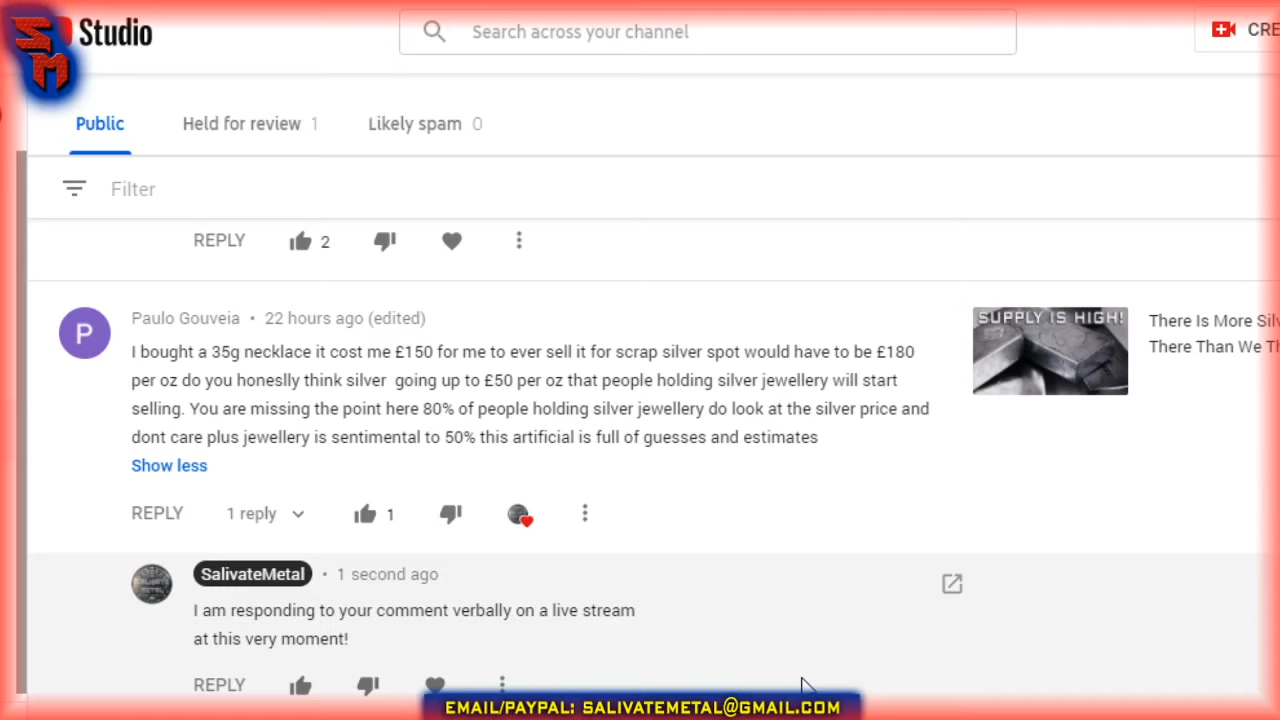 SM
Studio
Search across your channel
CRE
Public
Held for review 1
Likely spam 0
Filter
REPLY
2
Paulo Gouveia • 22 hours ago (edited)
I bought a 35g necklace it cost me £150 for me to ever sell it for scrap silver spot would have to be £180
per oz do you honeslly think silver going up to £50 per oz that people holding silver jewellery will start
selling. You are missing the point here 80% of people holding silver jewellery do look at the silver price and
dont care plus jewellery is sentimental to 50% this artificial is full of guesses and estimates
Show less
SUPPLY IS HIGH!
There Is More Sil
There Than We Th
REPLY
1 reply
1
P
SalivateMetal • 1 second ago
I am responding to your comment verbally on a live stream
at this very moment!
REPLY
EMAIL/PAYPAL: SALIVATEMETAL@GMAIL.COM